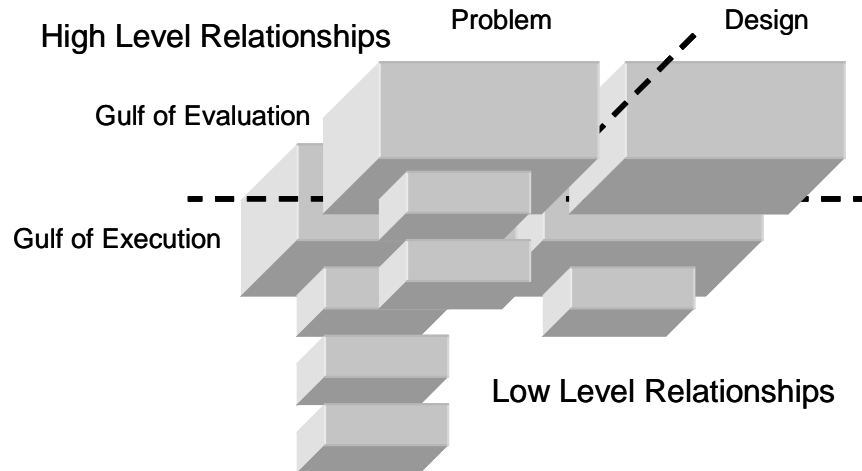 High Level Relationships
Problem
Design
Gulf of Evaluation
Gulf of Execution
Low Level Relationships